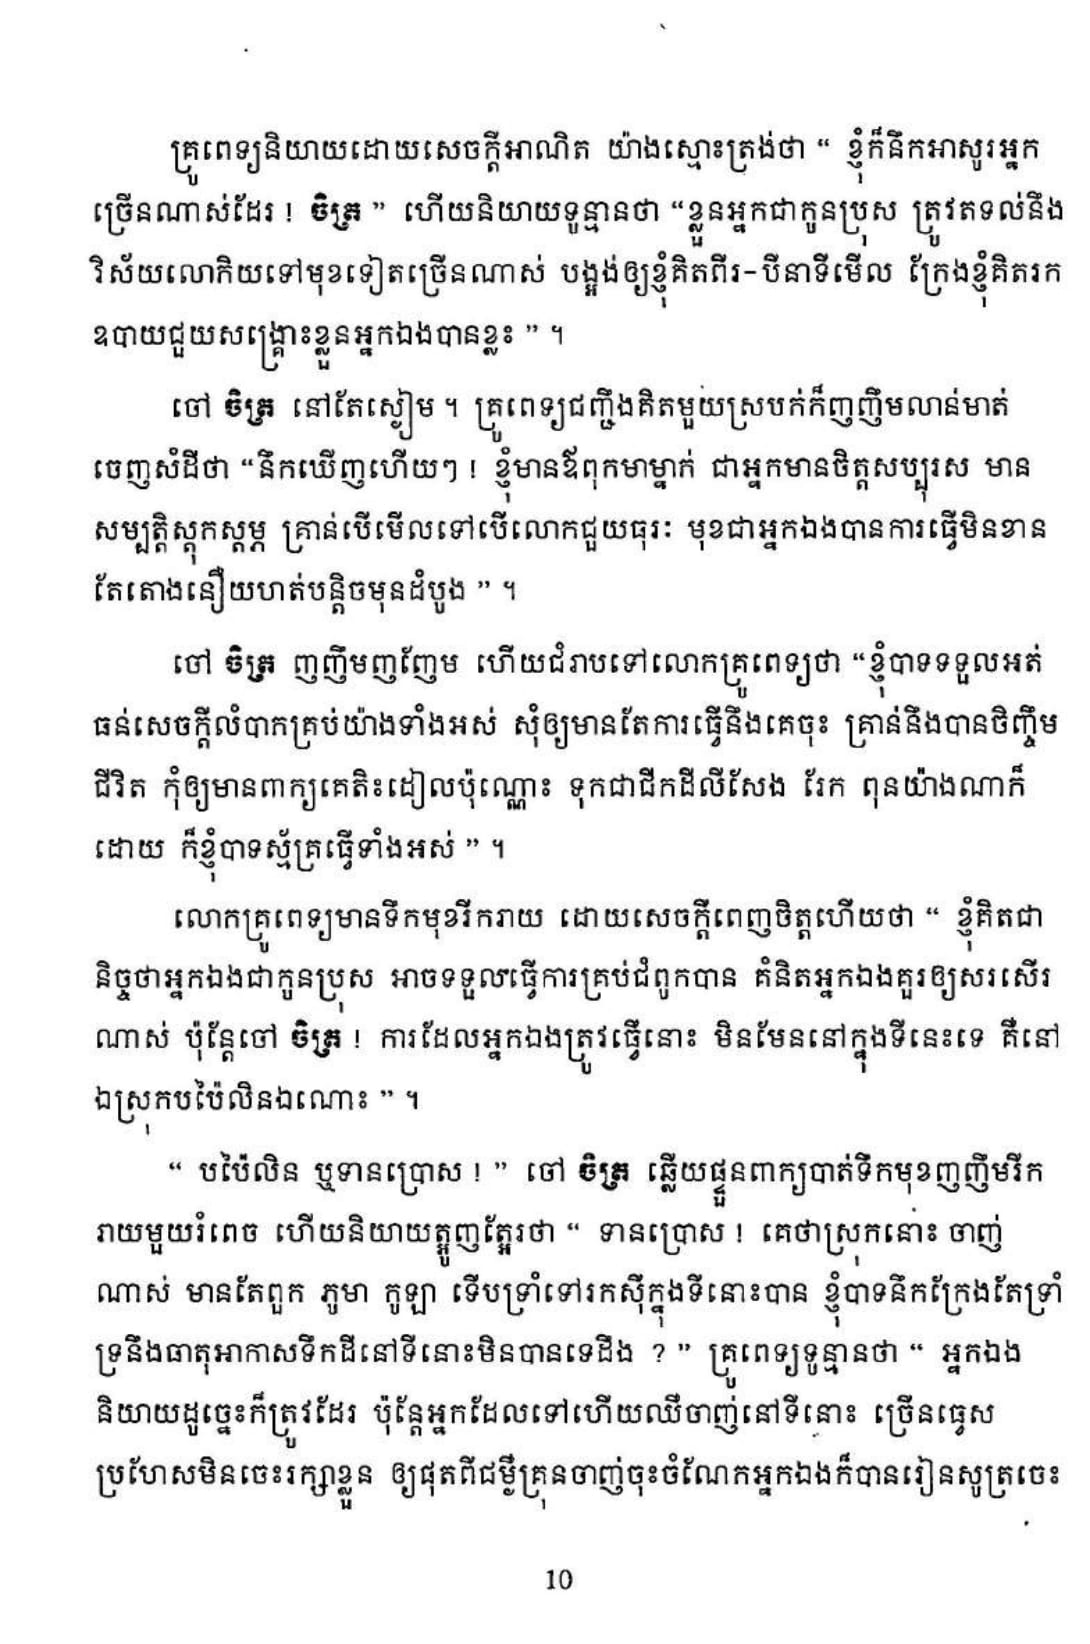 គ្រូពេទ្យនិយាយដោយសេចក្ដីអាណិត យ៉ាងស្មោះត្រង់ថា “ ខ្ញុំក៏នឹកអាសូរអ្នក
ច្រើនណាស់ដែរ ! ចិត្រ ” ហើយនិយាយទូន្មានថា “ខ្លួនអ្នកជាកូនប្រុស ត្រូវតទល់នឹង
វិស័យលោកិយទៅមុខទៀតច្រើនណាស់ បង្អង់ឲ្យខ្ញុំគិតពីរ-បីនាទីមើល ក្រែងខ្ញុំគិតរក
ឧបាយជួយសង្គ្រោះខ្លួនអ្នកឯងបានខ្លះ ” ។
ចៅ ចិត្រ នៅតែស្ងៀម ។ គ្រូពេទ្យជញ្ជឹងគិតមួយស្របក់ក៏ញញឹមលាន់មាត់
ចេញសំដីថា “នឹកឃើញហើយៗ ! ខ្ញុំមានឪពុកមាម្នាក់ ជាអ្នកមានចិត្តសប្បុរស មាន
សម្បត្តិស្ដុកស្ដម្ភ គ្រាន់បើមើលទៅបើលោកជួយធុរៈ មុខជាអ្នកឯងបានការធ្វើមិនខាន
តែតោងនឿយហត់បន្តិចមុនដំបូង ” ។
ចៅ ចិត្រ ញញឹមញញែម ហើយជំរាបទៅលោកគ្រូពេទ្យថា “ខ្ញុំបាទទទួលអត់
ធន់សេចក្ដីលំបាកគ្រប់យ៉ាងទាំងអស់ សុំឲ្យមានតែការធ្វើនឹងគេចុះ គ្រាន់នឹងបានចិញ្ចឹម
ជីវិត កុំឲ្យមានពាក្យគេតិះដៀលប៉ុណ្ណោះ ទុកជាជីកដីលីសែង រែក ពុនយ៉ាងណាក៏
ដោយ ក៏ខ្ញុំបាទស្ម័គ្រធ្វើទាំងអស់ ” ។
លោកគ្រូពេទ្យមានទឹកមុខរីករាយ ដោយសេចក្ដីពេញចិត្តហើយថា “ ខ្ញុំគិតជា
និច្ចថាអ្នកឯងជាកូនប្រុស អាចទទួលធ្វើការគ្រប់ជំពូកបាន គំនិតអ្នកឯងគួរឲ្យសរសើរ
ណាស់ ប៉ុន្តែចៅ ចិត្រ ! ការដែលអ្នកឯងត្រូវធ្វើនោះ មិនមែននៅក្នុងទីនេះទេ គឺនៅ
ឯស្រុកបប៉ៃលិនឯណោះ ” ។
“ បប៉ៃលិន ឬទានប្រោស ! ” ចៅ ចិត្រ ឆ្លើយផ្ទួនពាក្យបាត់ទឹកមុខញញឹមរីក
រាយមួយរំពេច ហើយនិយាយត្អូញត្អែរថា “ ទានប្រោស ! គេថាស្រុកនោះ ចាញ់
ណាស់ មានតែពួក ភូមា កូឡា ទើបទ្រាំទៅរកស៊ីក្នុងទីនោះបាន ខ្ញុំបាទនឹកក្រែងតែទ្រាំ
ទ្រនឹងធាតុអាកាសទឹកដីនៅទីនោះមិនបានទេដឹង ? ” គ្រូពេទ្យទូន្មានថា “ អ្នកឯង
និយាយដូច្នេះក៏ត្រូវដែរ ប៉ុន្តែអ្នកដែលទៅហើយឈឺចាញ់នៅទីនោះ ច្រើនធ្វេស
ប្រហែសមិនចេះរក្សាខ្លួន ឲ្យផុតពីជម្ងឺគ្រុនចាញ់ចុះចំណែកអ្នកឯងក៏បានរៀនសូត្រចេះ
10